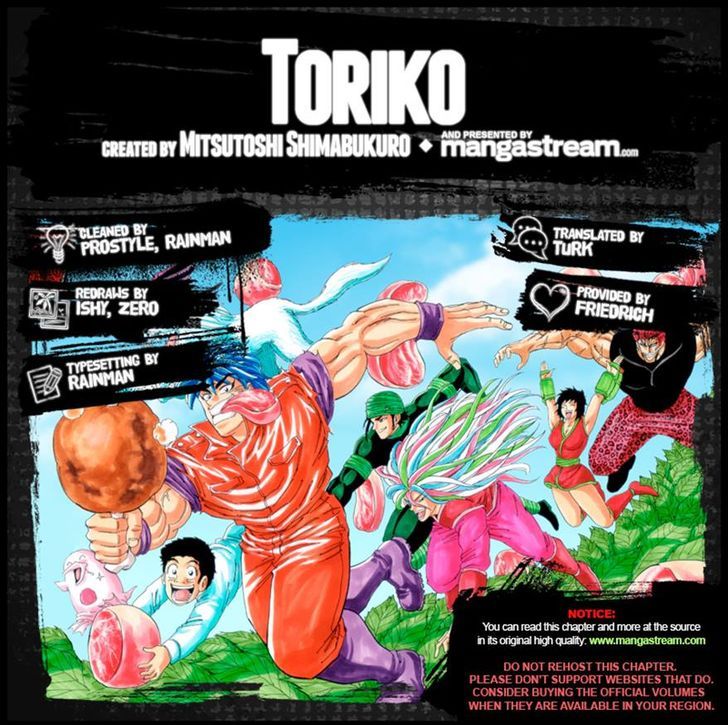 TORIKO
CREATED BY MITSUTOSHI SHIMABUKURO ◆ AND PRESENTED BY mangastream.com
CLEANED BY
PROSTYLE, RAINMAN
REDRAWS BY
ISHY, ZERO
TYPESETTING BY
RAINMAN
TRANSLATED BY
TURK
PROVIDED BY
FRIEDRICH
NOTICE:
You can read this chapter and more at the source
in its original high quality: www.mangastream.com
DO NOT REHOST THIS CHAPTER.
PLEASE DON'T SUPPORT WEBSITES THAT DO.
CONSIDER BUYING THE OFFICIAL VOLUMES
WHEN THEY ARE AVAILABLE IN YOUR REGION.